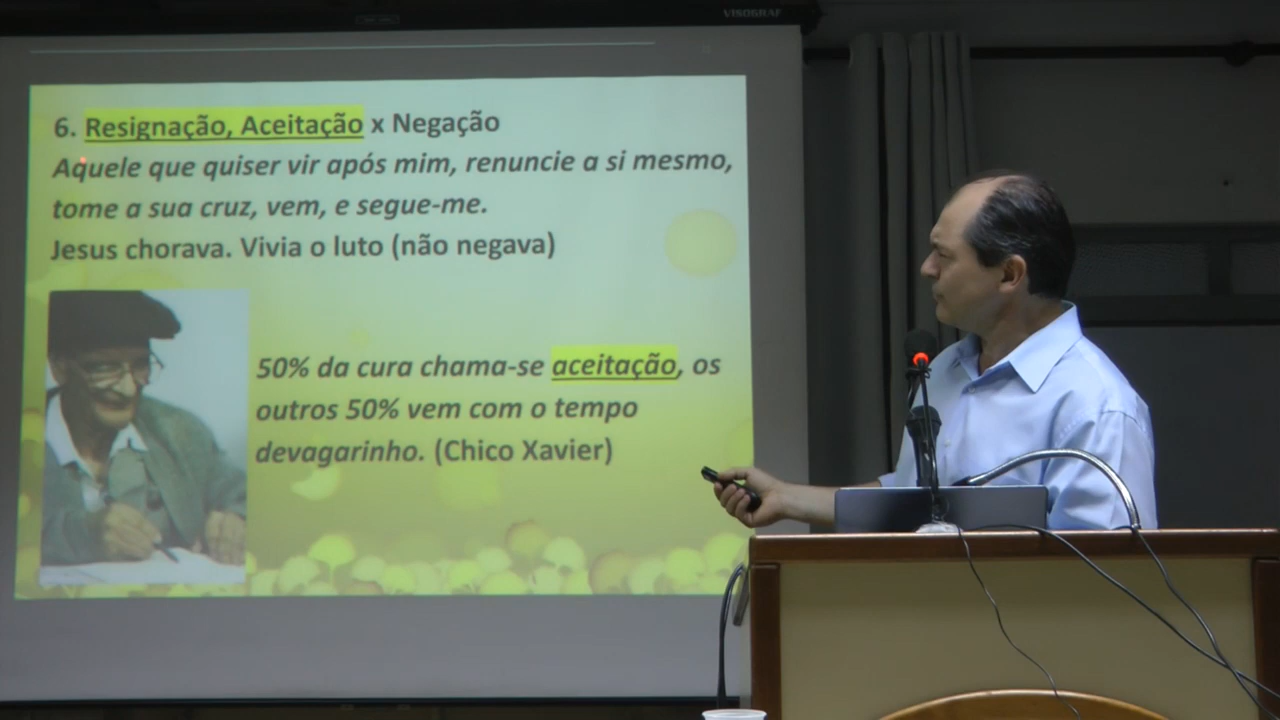 VISOGRAF
6. Resignação, Aceitação x Negação
Aquele que quiser vir após mim, renuncie a si mesmo,
tome a sua cruz, vem, e segue-me.
Jesus chorava. Vivia o luto (não negava)
50% da cura chama-se aceitação, os
outros 50% vem com o tempo
devagarinho. (Chico Xavier)